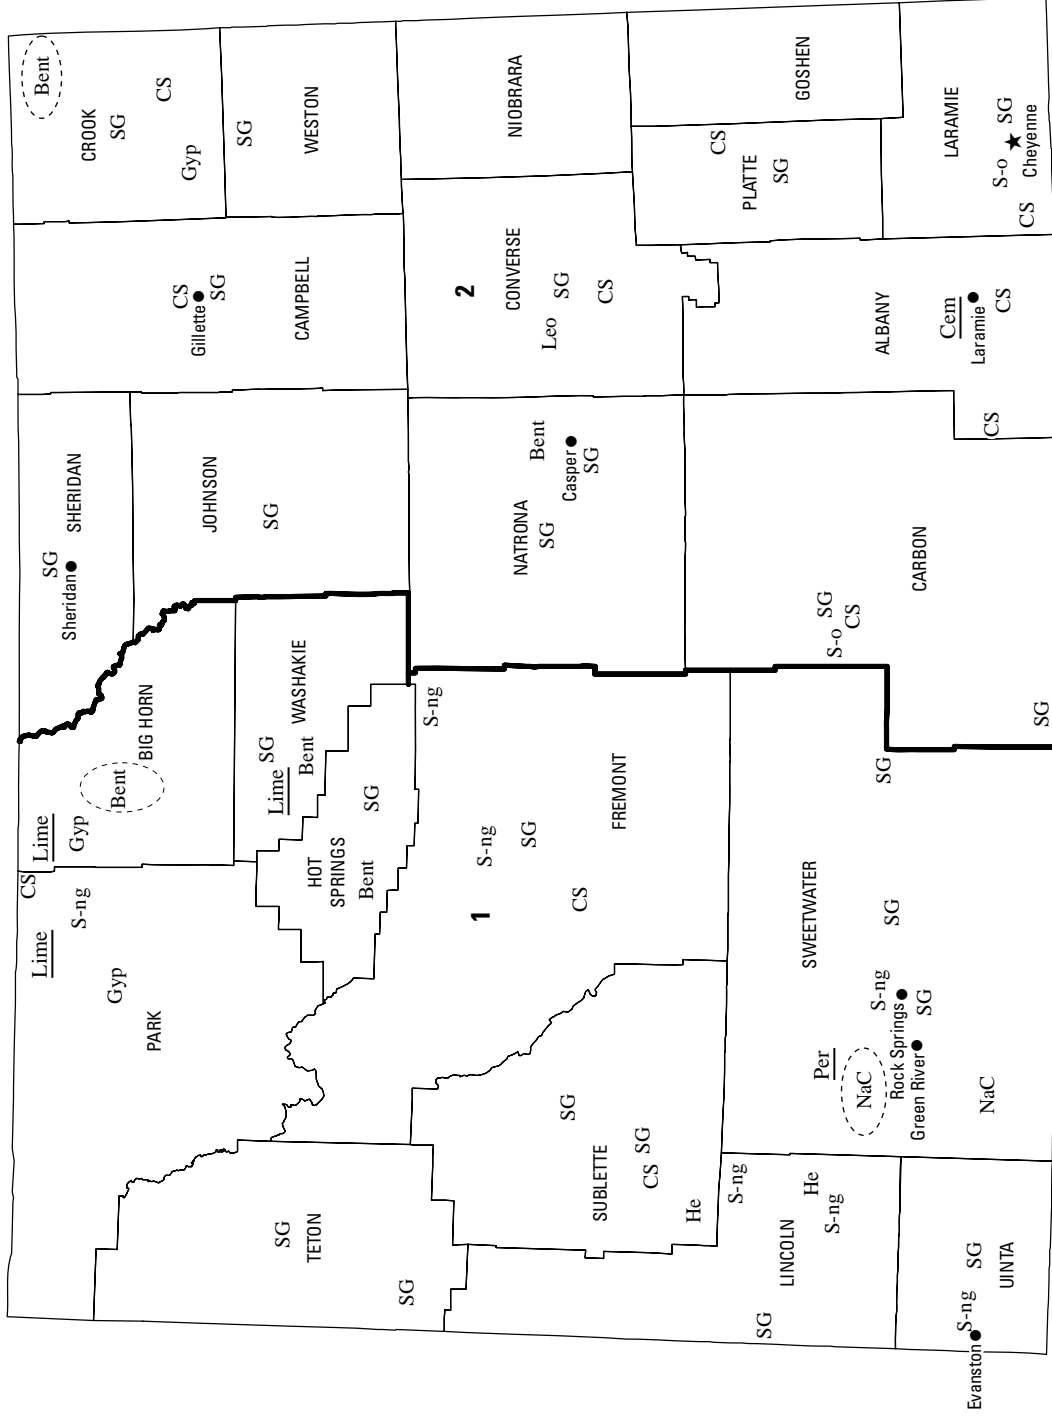 PARK
Lime
CS
S-ng
Gyp
Lime
Gyp
Bent
BIG HORN
SG
Sheridan
SHERIDAN
Bent
CROOK
SG
CS
Gyp
TETON
SG
SG
HOT
SPRINGS
Bent
SG
WASHAKIE
SG
Lime
Bent
JOHNSON
SG
CS
Gillette
SG
CAMPBELL
SG
WESTON
SUBLETTE
SG
CS
SG
He
1
S-ng
S-ng
SG
CS
FREMONT
NATRONA
SG
Bent
Casper
SG
2
CONVERSE
Leo
SG
CS
NIOBRARA
LINCOLN
S-ng
He
S-ng
SG
SWEETWATER
Per
NaC
S-ng
Rock Springs
Green River
SG
SG
SG
NaC
CARBON
S-o
SG
CS
SG
CS
ALBANY
Cem
Laramie
CS
PLATTE
CS
SG
GOSHEN
Evanston
S-ng
SG
UINTA
LARAMIE
S-o
SG
Cheyenne
CS